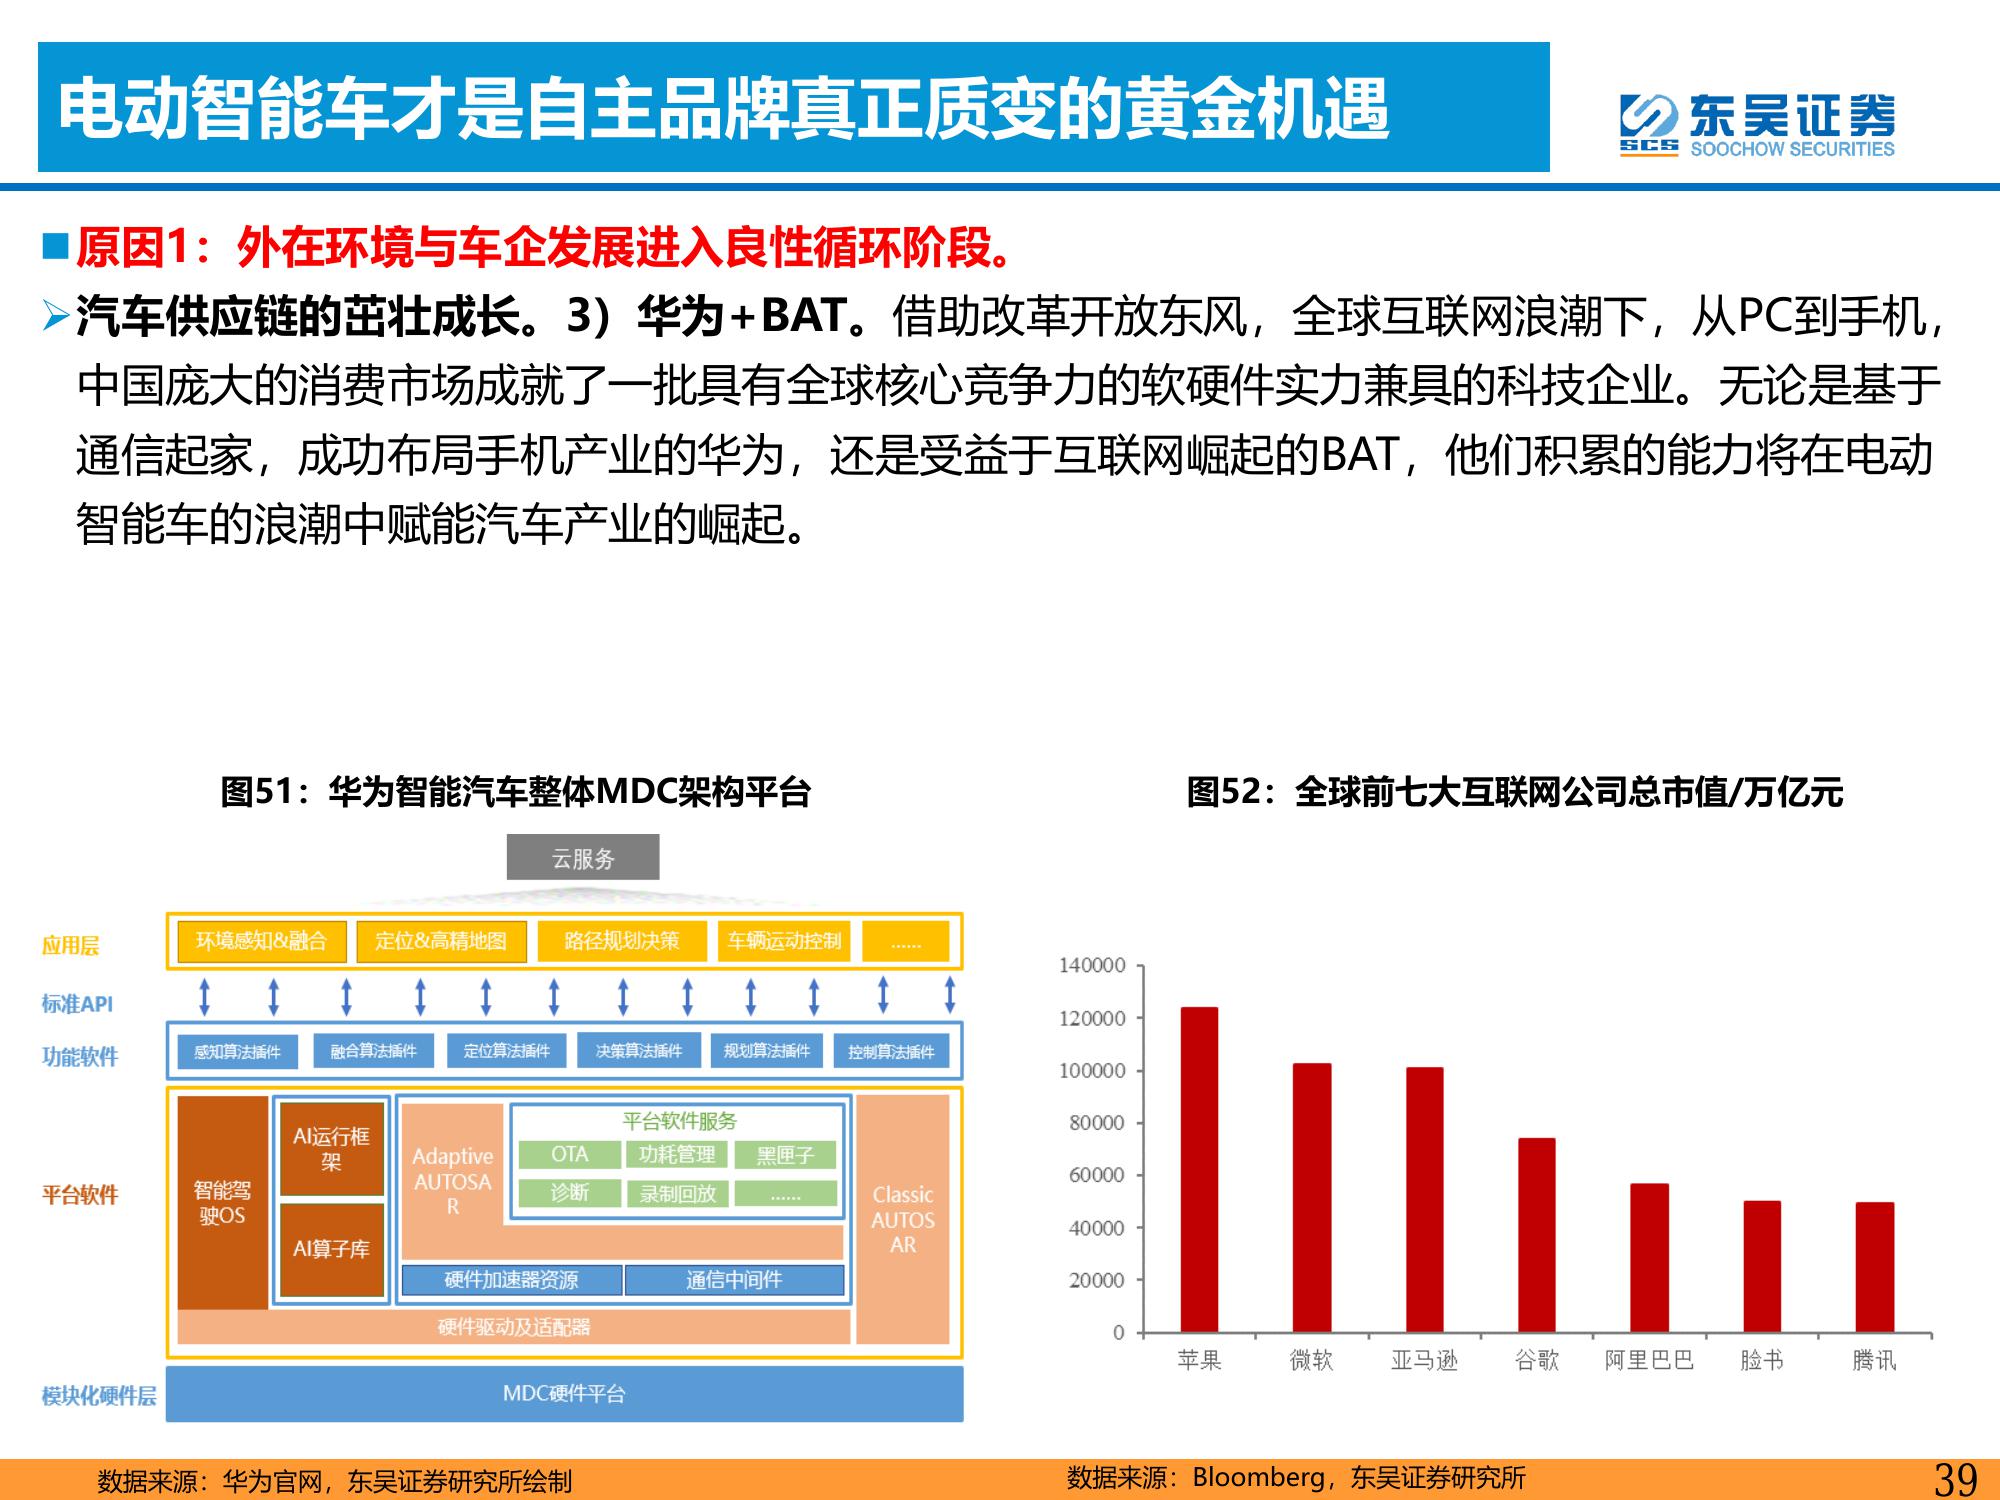 电动智能车才是自主品牌真正质变的黄金机遇
SCS
东吴证券
SOOCHOW SECURITIES
原因1：外在环境与车企发展进入良性循环阶段。
汽车供应链的茁壮成长。3）华为+BAT。借助改革开放东风，全球互联网浪潮下，从PC到手机，
中国庞大的消费市场成就了一批具有全球核心竞争力的软硬件实力兼具的科技企业。无论是基于
通信起家，成功布局手机产业的华为，还是受益于互联网崛起的BAT，他们积累的能力将在电动
智能车的浪潮中赋能汽车产业的崛起。
图51：华为智能汽车整体MDC架构平台
云服务
应用层
环境感知&融合
定位&高精地图
路径规划决策
车辆运动控制
......
标准API
功能软件
感知算法插件
融合算法插件
定位算法插件
决策算法插件
规划算法插件
控制算法插件
平台软件
智能驾
驶OS
AI运行框
架
AI算子库
Adaptive
AUTOSA
R
平台软件服务
OTA
功耗管理
黑匣子
诊断
录制回放
......
Classic
AUTOS
AR
硬件加速器资源
通信中间件
硬件驱动及适配器
模块化硬件层
MDC硬件平台
图52：全球前七大互联网公司总市值/万亿元
140000
120000
100000
80000
60000
40000
20000
0
苹果
微软
亚马逊
谷歌
阿里巴巴
脸书
腾讯
数据来源：华为官网，东吴证券研究所绘制
数据来源：Bloomberg，东吴证券研究所
39